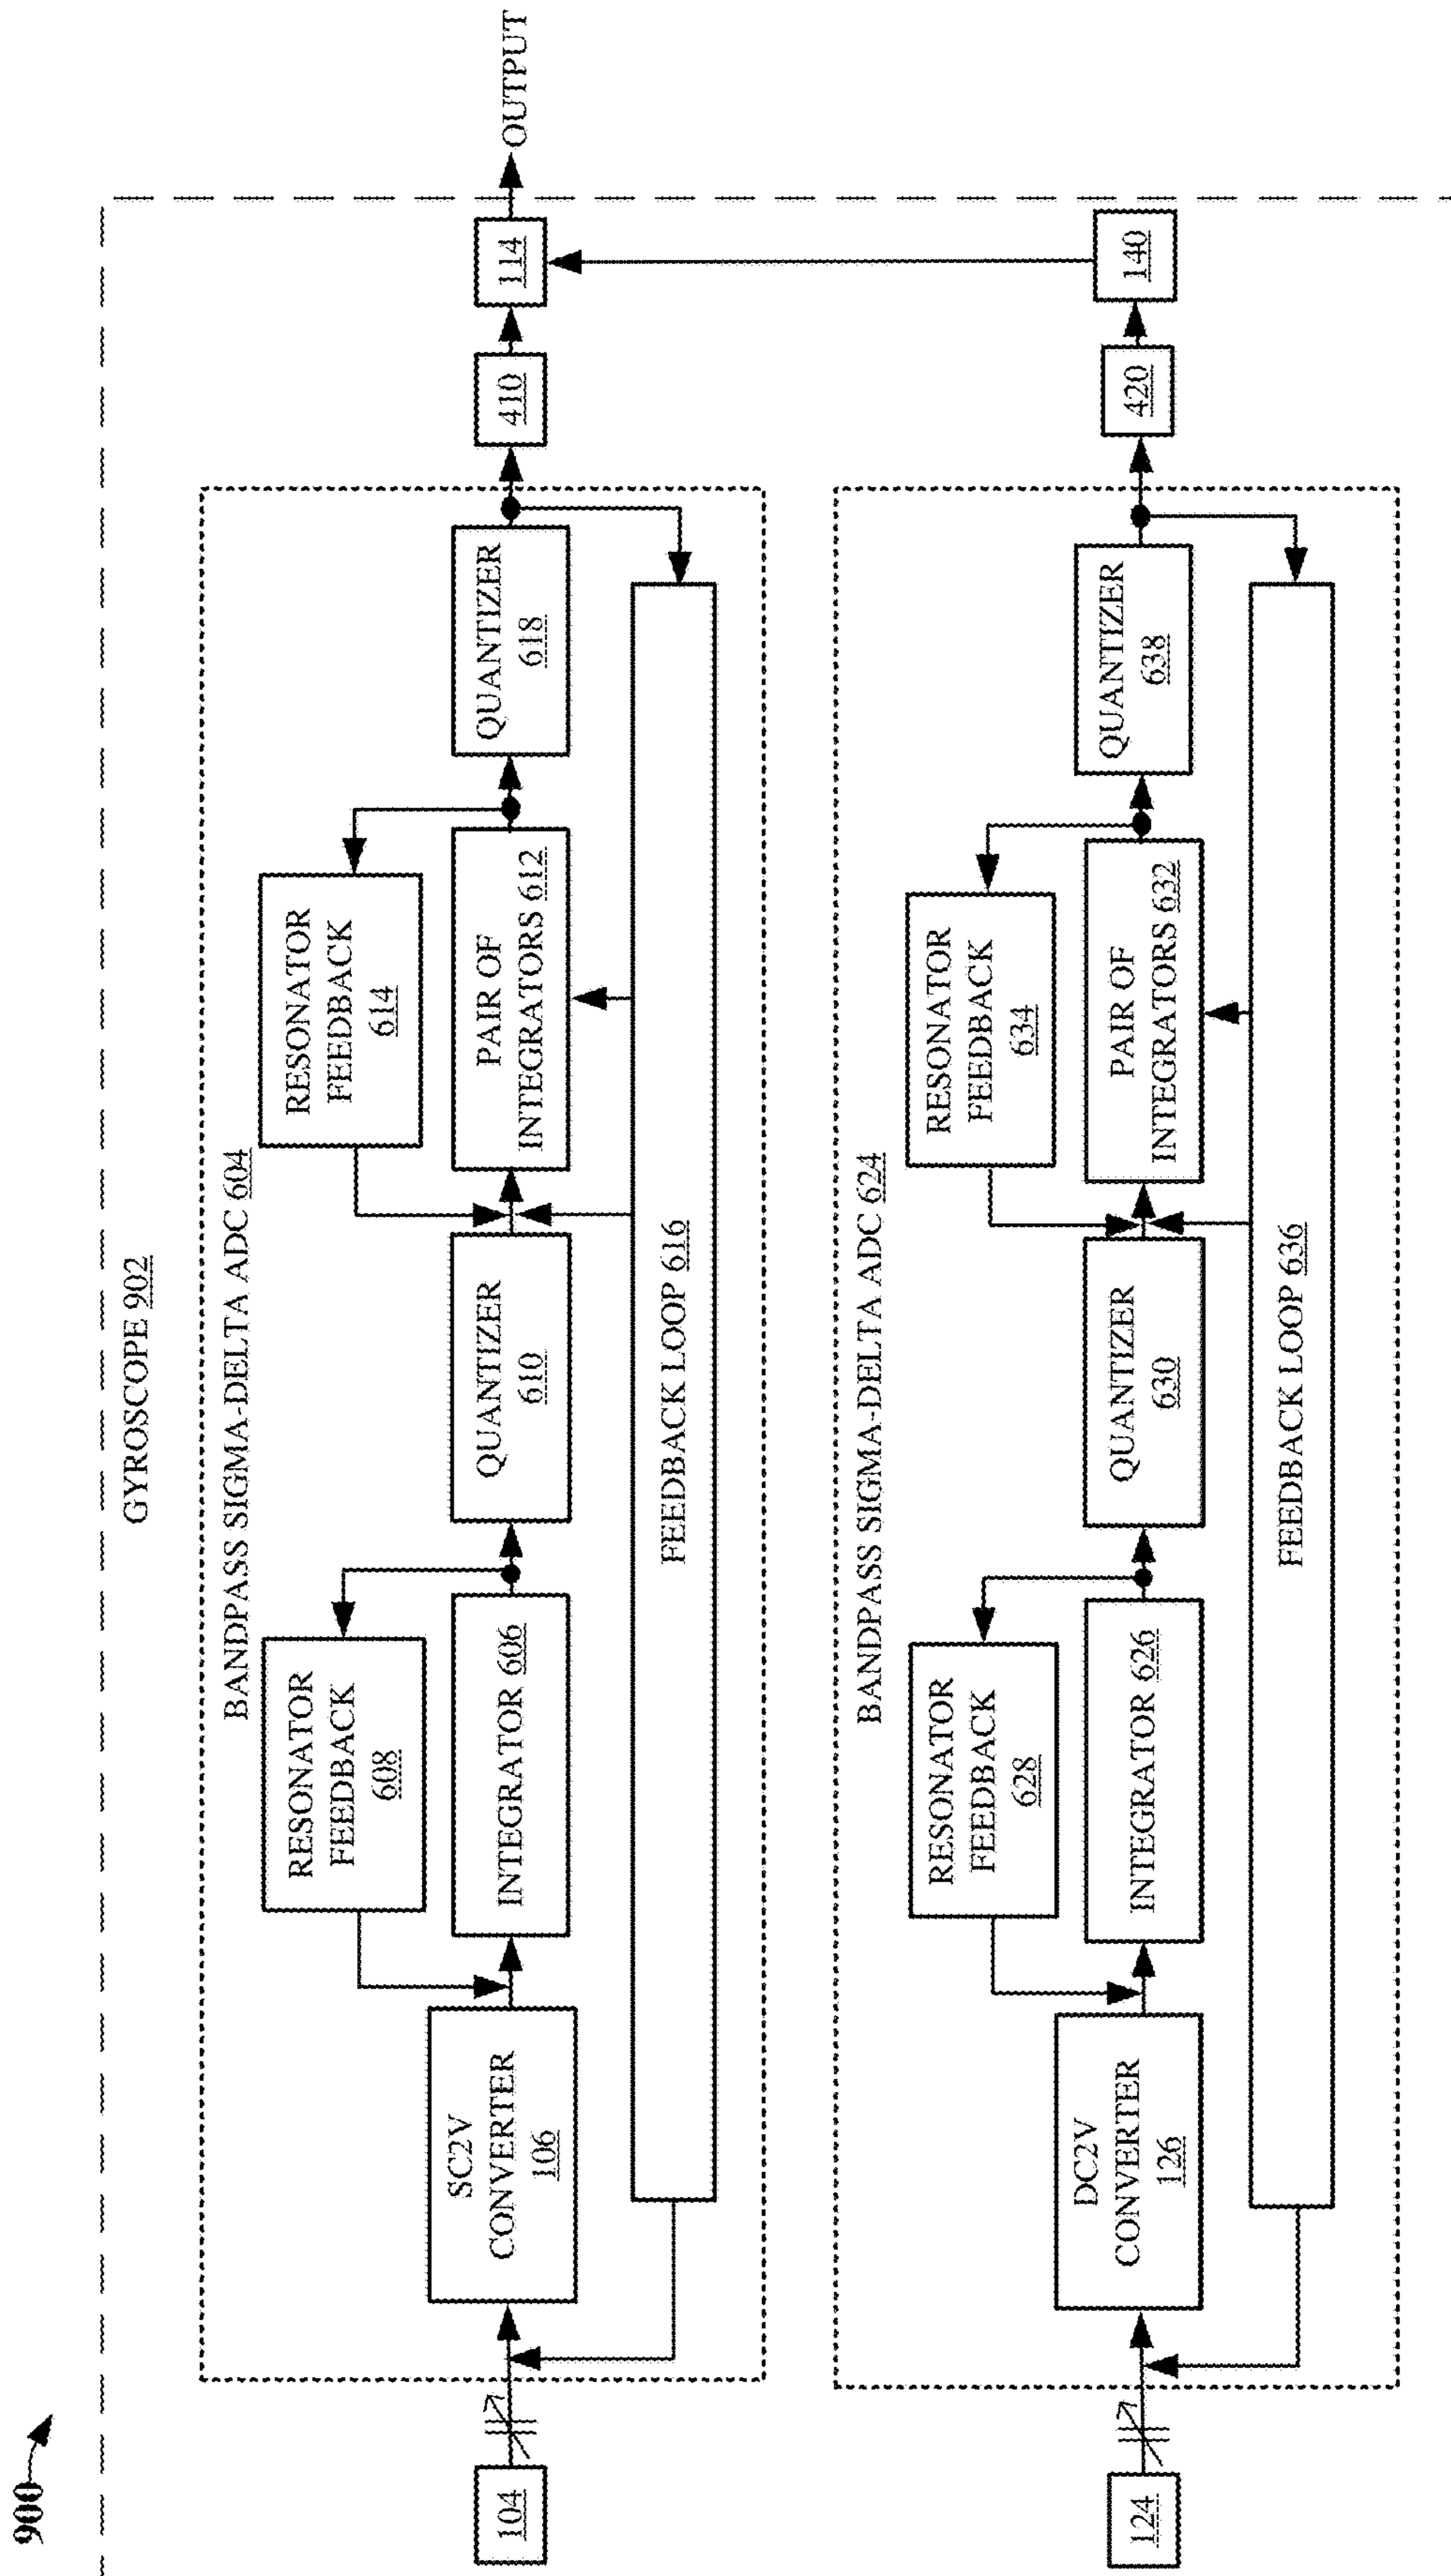 900
GYROSCOPE 902
BANDPASS SIGMA-DELTA ADC 604
RESONATOR
FEEDBACK
608
RESONATOR
FEEDBACK
614
104
SC2V
CONVERTER
106
INTEGRATOR 606
QUANTIZER
610
PAIR OF
INTEGRATORS 612
QUANTIZER
618
410
114
OUTPUT
FEEDBACK LOOP 616
BANDPASS SIGMA-DELTA ADC 624
RESONATOR
FEEDBACK
628
RESONATOR
FEEDBACK
634
124
DC2V
CONVERTER
126
INTEGRATOR 626
QUANTIZER
630
PAIR OF
INTEGRATORS 632
QUANTIZER
638
420
140
FEEDBACK LOOP 636